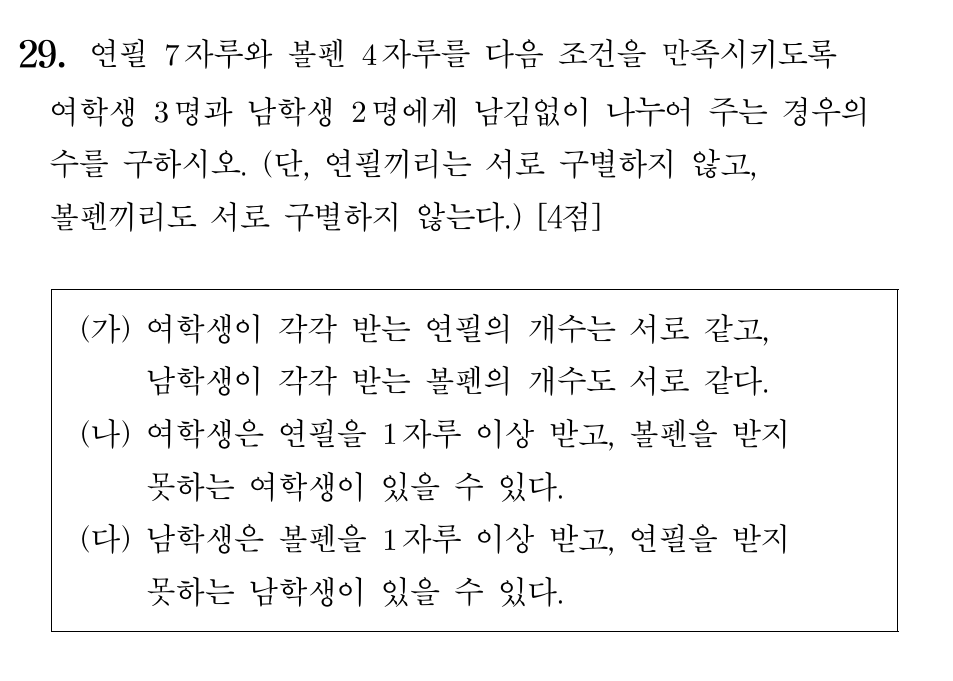 29. 연필 7자루와 볼펜 4자루를 다음 조건을 만족시키도록
여학생 3명과 남학생 2명에게 남김없이 나누어 주는 경우의
수를 구하시오. (단, 연필끼리는 서로 구별하지 않고,
볼펜끼리도 서로 구별하지 않는다.) [4점]
(가) 여학생이 각각 받는 연필의 개수는 서로 같고,
남학생이 각각 받는 볼펜의 개수도 서로 같다.
(나) 여학생은 연필을 1자루 이상 받고, 볼펜을 받지
못하는 여학생이 있을 수 있다.
(다) 남학생은 볼펜을 1자루 이상 받고, 연필을 받지
못하는 남학생이 있을 수 있다.